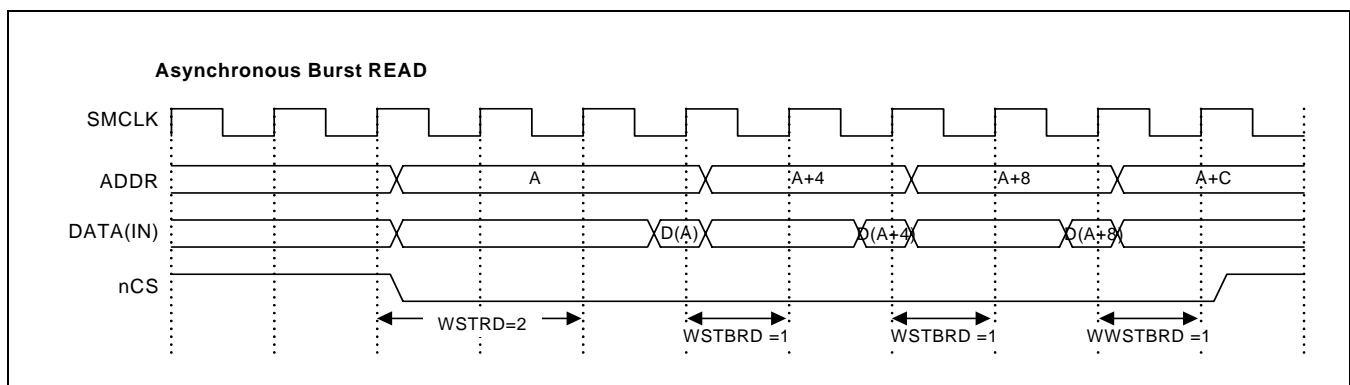 Asynchronous Burst READ
SMCLK
ADDR
A
A+4
A+8
A+C
DATA(IN)
D(A)
D(A+4)
D(A+8)
nCS
WSTRD=2
WSTBRD =1
WSTBRD =1
WWSTBRD =1